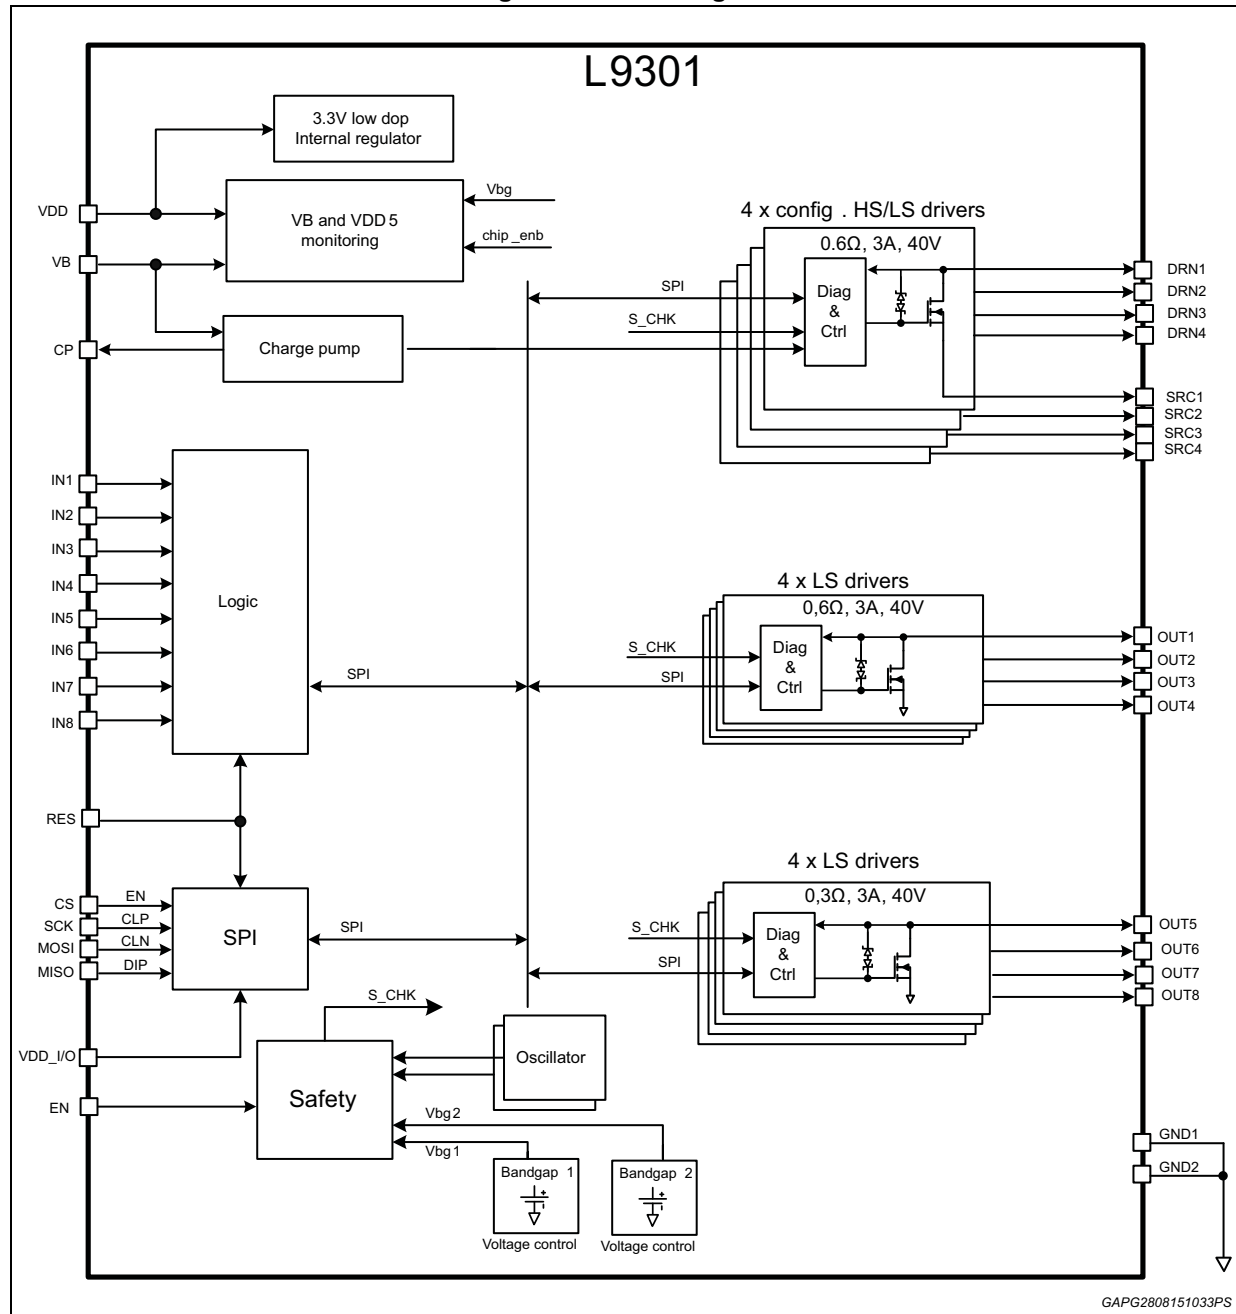 L9301
3.3V low dop
Internal regulator
VDD
VB
VB and VDD 5
monitoring
Vbg
chip_enb
CP
Charge pump
4 x config . HS/LS drivers
0.6Ω, 3A, 40V
SPI
S_CHK
Diag
&
Ctrl
DRN1
DRN2
DRN3
DRN4
SRC1
SRC2
SRC3
SRC4
IN1
IN2
IN3
IN4
IN5
IN6
IN7
IN8
Logic
SPI
4 x LS drivers
0,6Ω, 3A, 40V
S_CHK
SPI
Diag
&
Ctrl
OUT1
OUT2
OUT3
OUT4
RES
CS
SCK
MOSI
MISO
EN
CLP
CLN
DIP
SPI
SPI
4 x LS drivers
0,3Ω, 3A, 40V
S_CHK
SPI
Diag
&
Ctrl
OUT5
OUT6
OUT7
OUT8
VDD_I/O
EN
S_CHK
Safety
Oscillator
Vbg2
Vbg1
Bandgap 1
Voltage control
Bandgap 2
Voltage control
GND1
GND2
GAPG2808151033PS